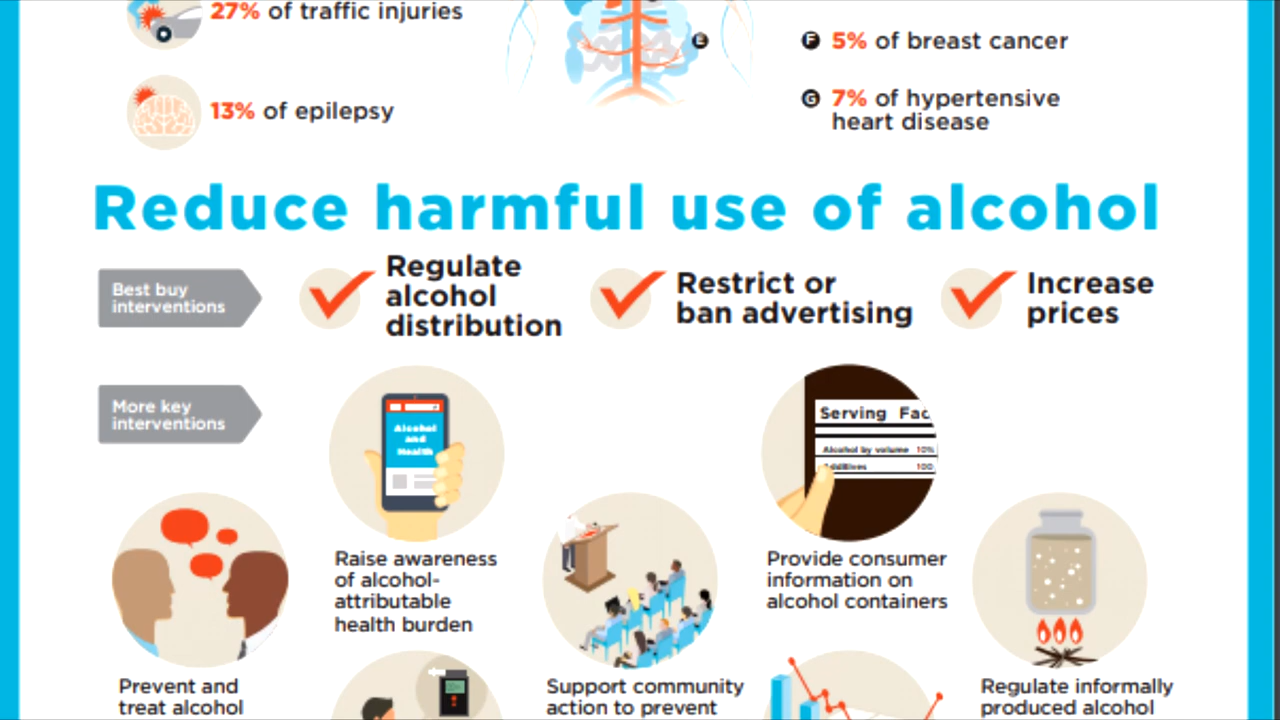 27% of traffic injuries
13% of epilepsy
E
F 5% of breast cancer
G 7% of hypertensive
heart disease
Reduce harmful use of alcohol
Best buy
interventions
Regulate
alcohol
distribution
Restrict or
ban advertising
Increase
prices
More key
interventions
Alcohol
and
Health
Serving Fac
Alcohol by volume 10%
Additives 100
Raise awareness
of alcohol-
attributable
health burden
Provide consumer
information on
alcohol containers
Prevent and
treat alcohol
Support community
action to prevent
Regulate informally
produced alcohol